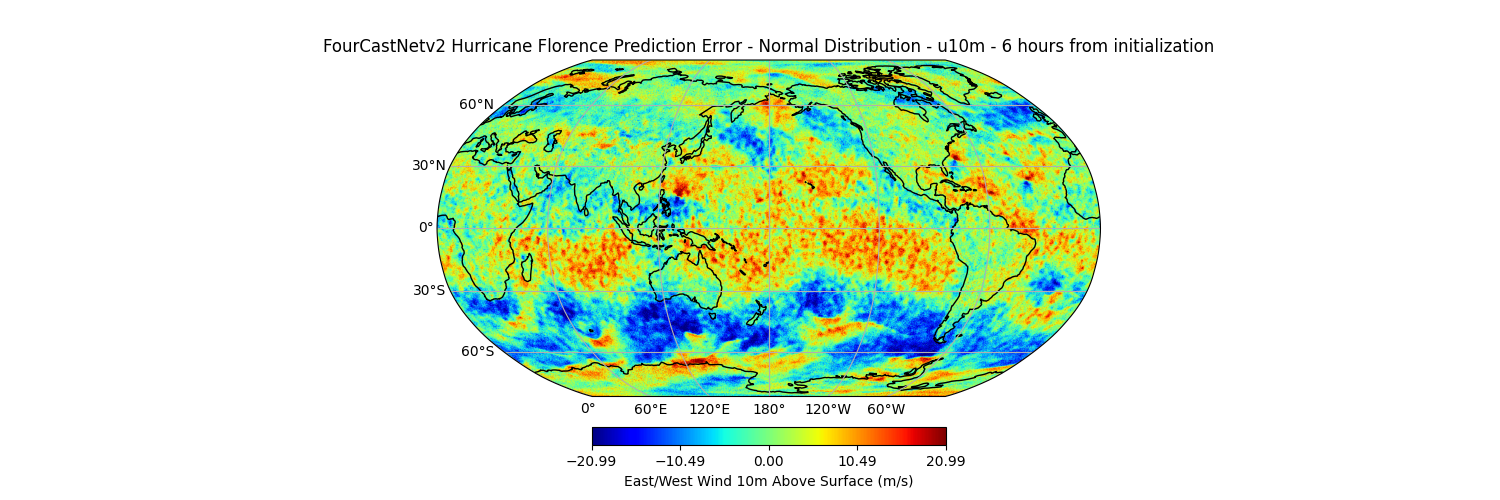 FourCastNetv2 Hurricane Florence Prediction Error - Normal Distribution - u10m - 6 hours from initialization
60°N
30°N
0°
30°S
60°S
0° 60°E 120°E 180° 120°W 60°W
−20.99 −10.49 0.00 10.49 20.99
East/West Wind 10m Above Surface (m/s)